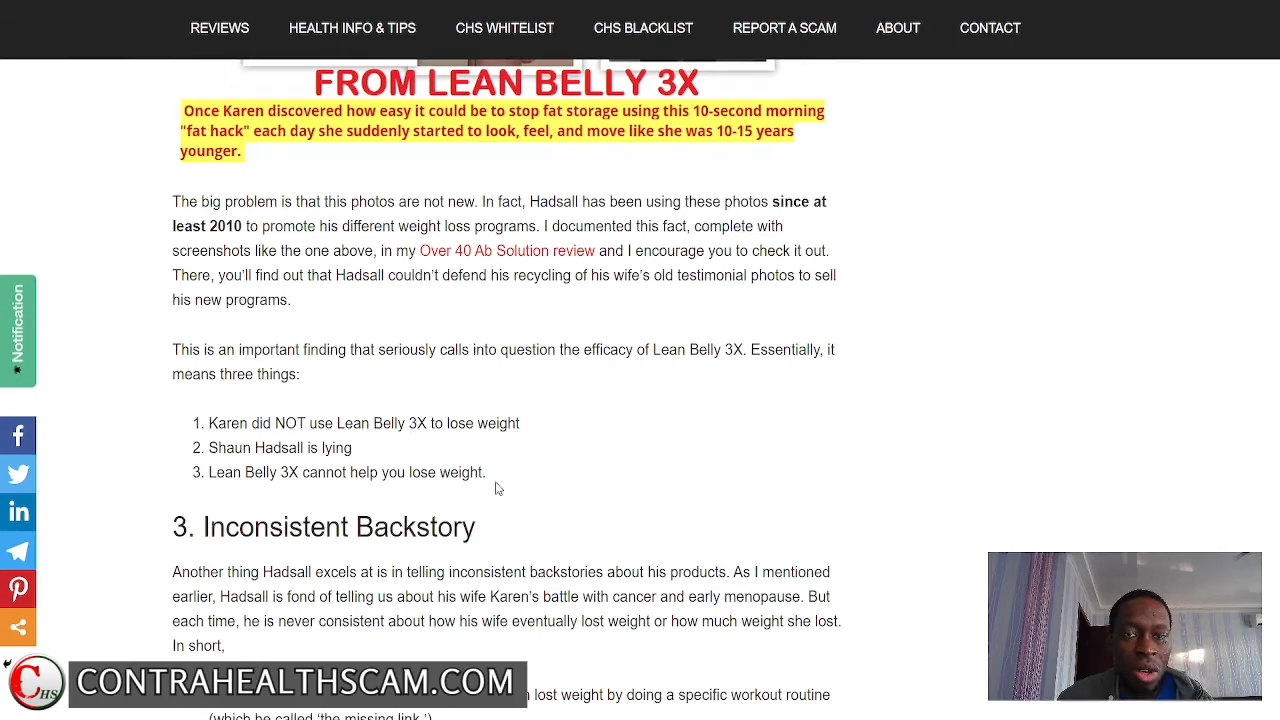 REVIEWS HEALTH INFO & TIPS CHS WHITELIST CHS BLACKLIST REPORT A SCAM ABOUT CONTACT
FROM LEAN BELLY 3X
Once Karen discovered how easy it could be to stop fat storage using this 10-second morning
"fat hack" each day she suddenly started to look, feel, and move like she was 10-15 years
younger.
The big problem is that this photos are not new. In fact, Hadsall has been using these photos since at
least 2010 to promote his different weight loss programs. I documented this fact, complete with
screenshots like the one above, in my Over 40 Ab Solution review and I encourage you to check it out.
There, you'll find out that Hadsall couldn't defend his recycling of his wife's old testimonial photos to sell
his new programs.
Notification
This is an important finding that seriously calls into question the efficacy of Lean Belly 3X. Essentially, it
means three things:
1. Karen did NOT use Lean Belly 3X to lose weight
2. Shaun Hadsall is lying
3. Lean Belly 3X cannot help you lose weight.
3. Inconsistent Backstory
Another thing Hadsall excels at is in telling inconsistent backstories about his products. As I mentioned
earlier, Hadsall is fond of telling us about his wife Karen's battle with cancer and early menopause. But
each time, he is never consistent about how his wife eventually lost weight or how much weight she lost.
In short,
CHS
CONTRAHEALTHSCAM.COM
lost weight by doing a specific workout routine
(which he called 'the missing link.')